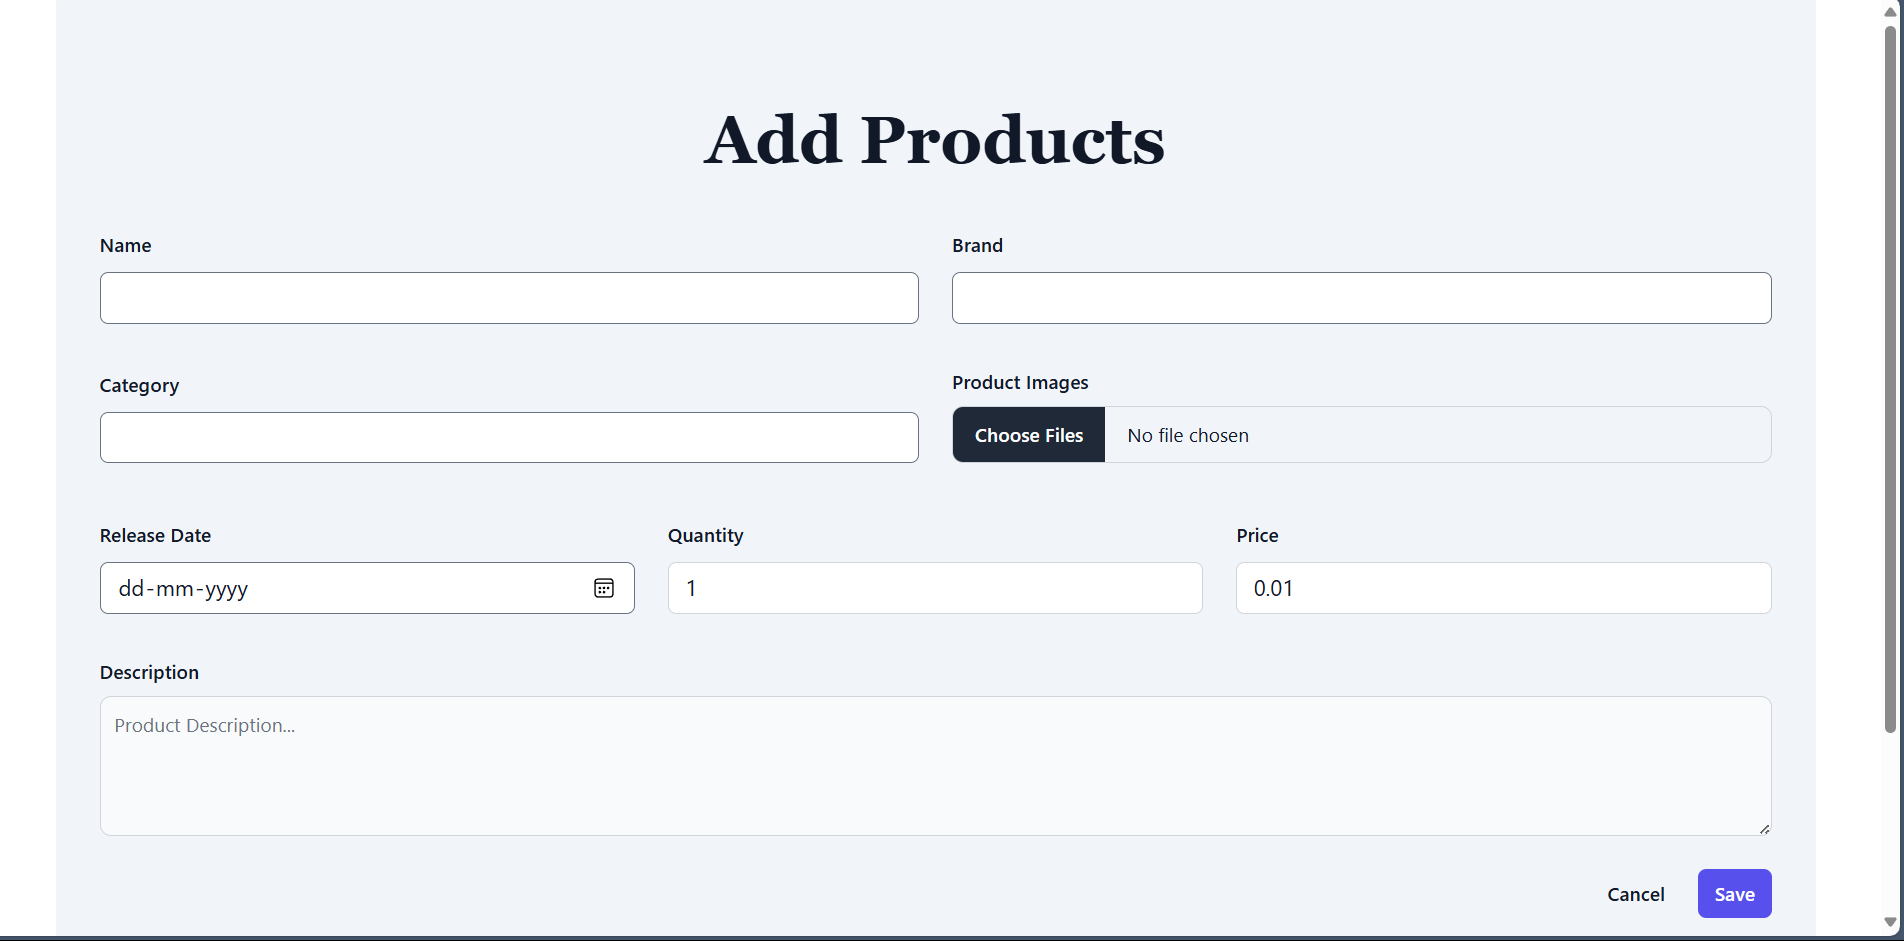 Add Products
Name
Brand
Category
Product Images
Choose Files No file chosen
Release Date
Quantity
Price
dd-mm-yyyy
1
0.01
Description
Product Description...
Cancel
Save